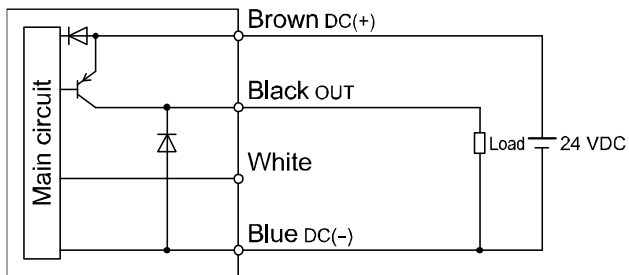 Main circuit
Brown DC(+)
Black OUT
White
Blue DC(−)
Load
24 VDC